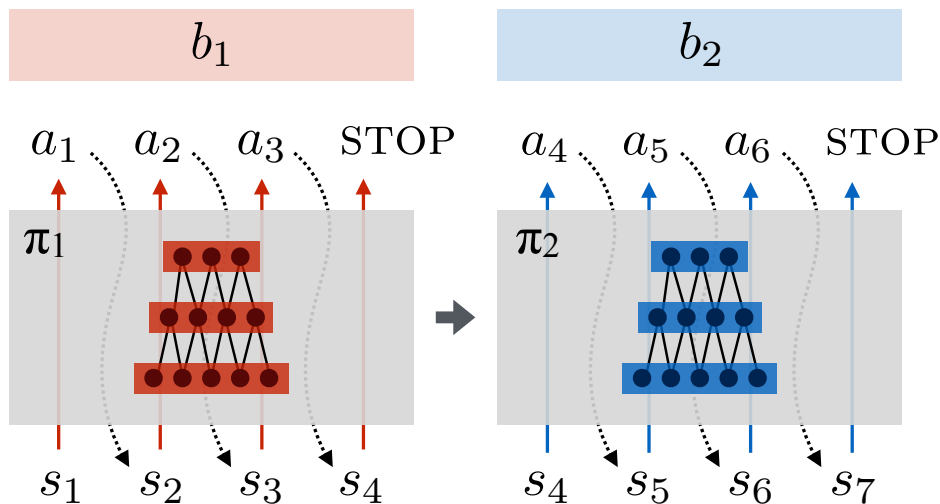 b₁ b₂
a₁ a₂ a₃ STOP a₄ a₅ a₆ STOP
π₁ π₂
s₁ s₂ s₃ s₄ s₄ s₅ s₆ s₇